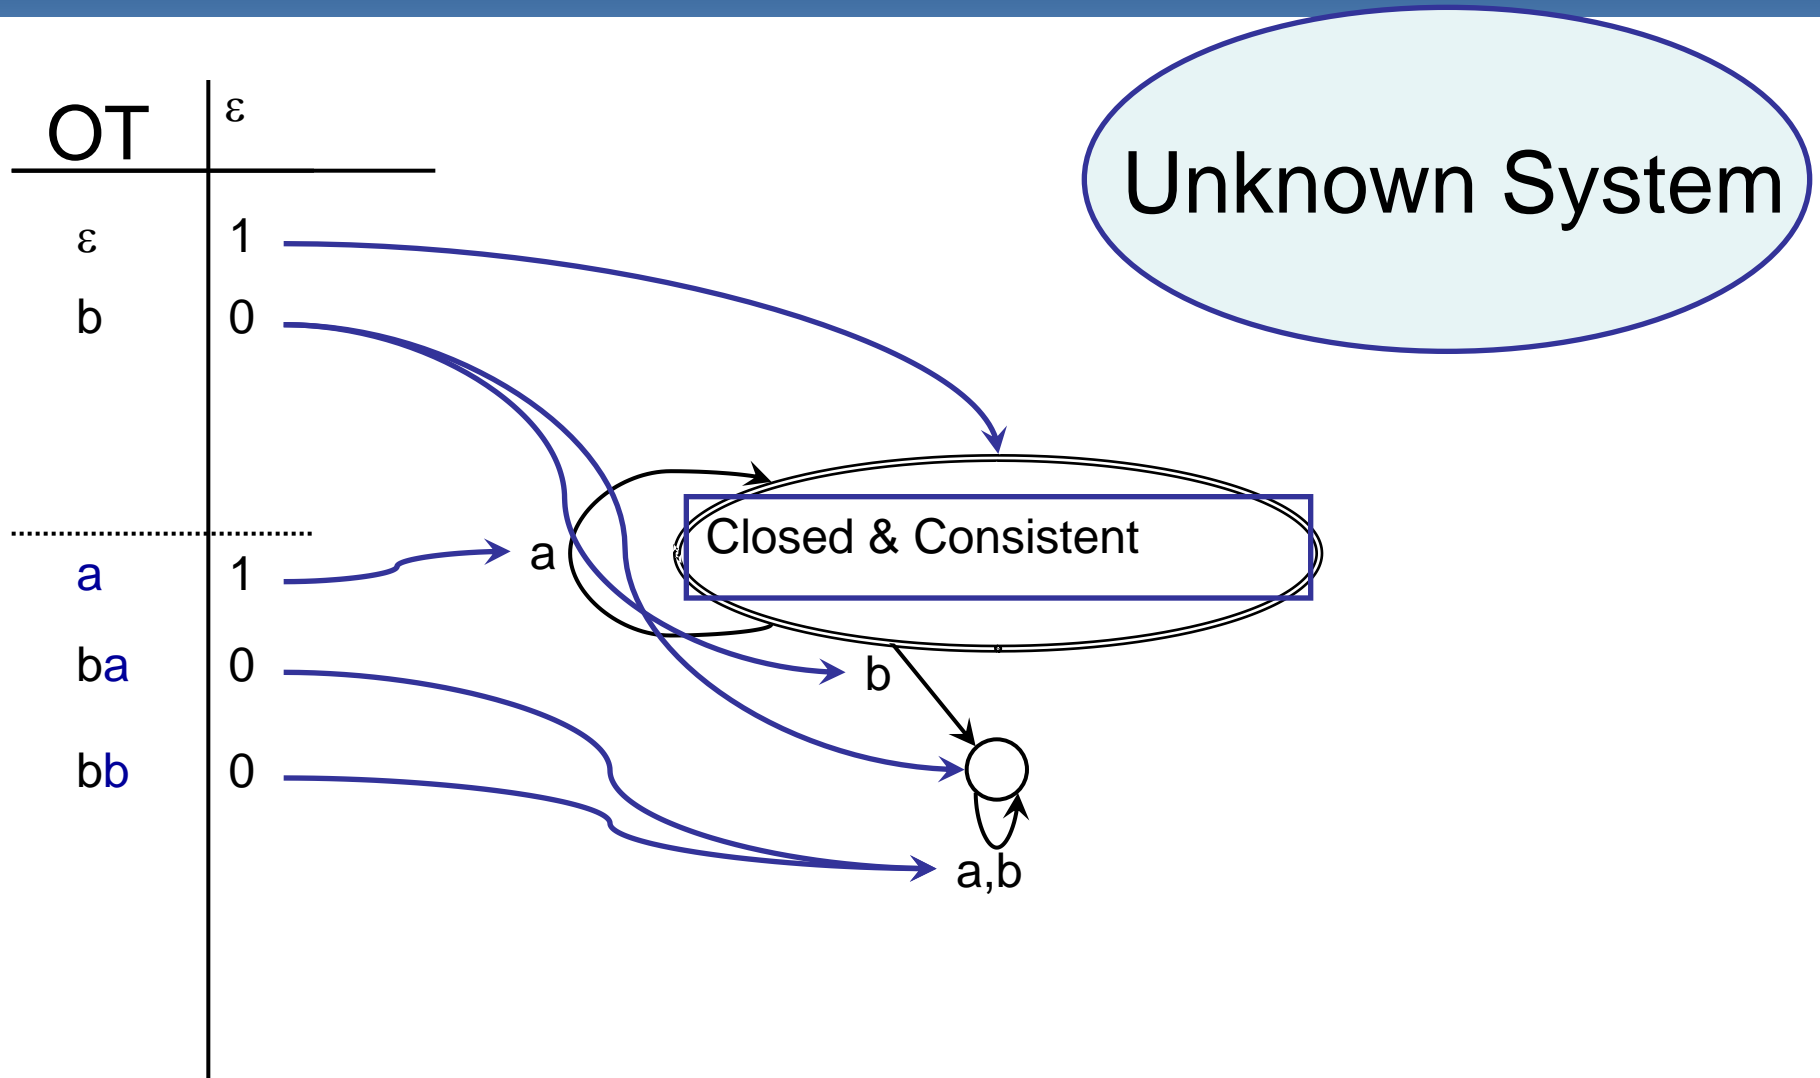 OT ε
Unknown System
ε 1
b 0
Closed & Consistent
a 1
a
ba 0
b
bb 0
a,b